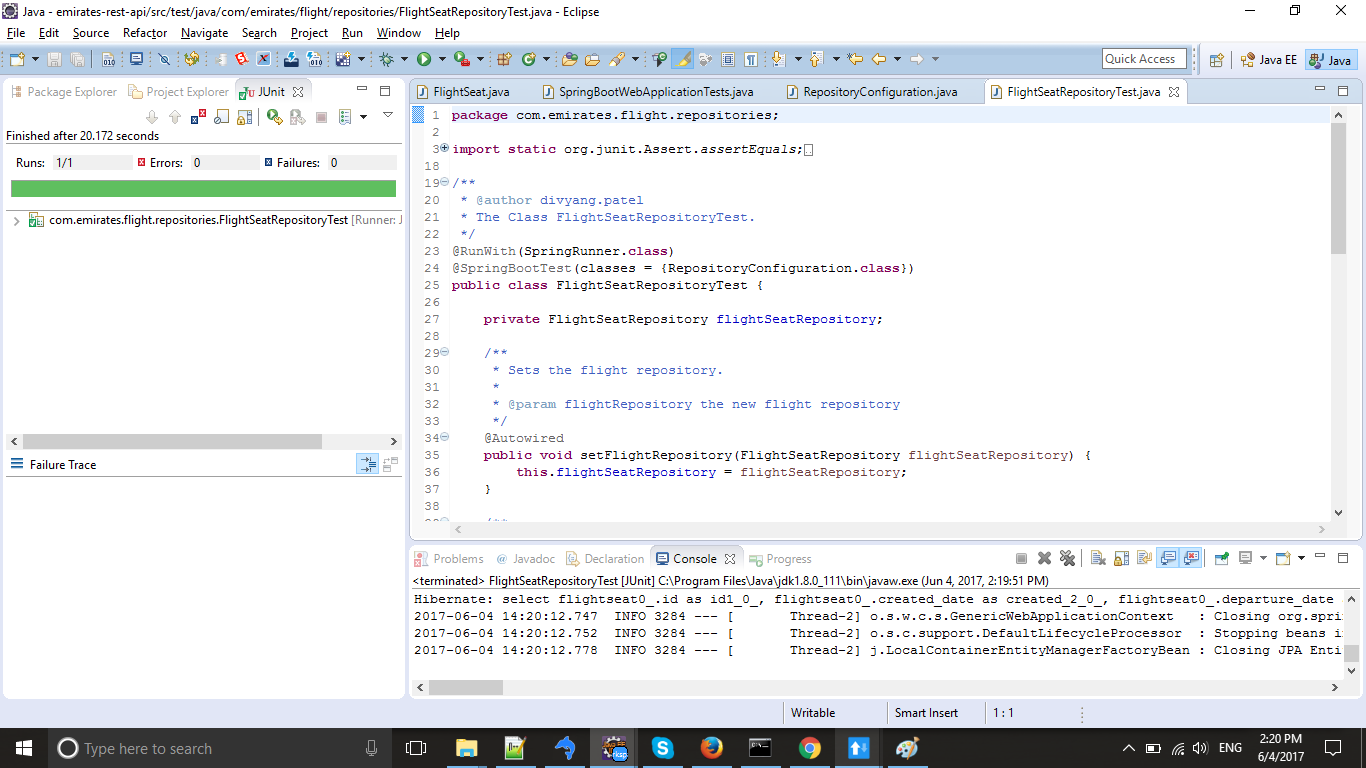 Java - emirates-rest-api/src/test/java/com/emirates/flight/repositories/FlightSeatRepositoryTest.java - Eclipse
File Edit Source Refactor Navigate Search Project Run Window Help
Quick Access Java EE Java
Package Explorer Project Explorer JUnit
Finished after 20.172 seconds
Runs: 1/1 Errors: 0 Failures: 0
com.emirates.flight.repositories.FlightSeatRepositoryTest [Runner: J
Failure Trace
FlightSeat.java SpringBootWebApplicationTests.java RepositoryConfiguration.java FlightSeatRepositoryTest.java
1 package com.emirates.flight.repositories;
2
3 import static org.junit.Assert.assertEquals;
18
19 /**
20 * @author divyang.patel
21 * The Class FlightSeatRepositoryTest.
22 */
23 @RunWith(SpringRunner.class)
24 @SpringBootTest(classes = {RepositoryConfiguration.class})
25 public class FlightSeatRepositoryTest {
26
27 private FlightSeatRepository flightSeatRepository;
28
29 /**
30 * Sets the flight repository.
31 *
32 * @param flightRepository the new flight repository
33 */
34 @Autowired
35 public void setFlightRepository(FlightSeatRepository flightSeatRepository) {
36 this.flightSeatRepository = flightSeatRepository;
37 }
38
Problems @ Javadoc Declaration Console Progress
<terminated> FlightSeatRepositoryTest [JUnit] C:\Program Files\Java\jdk1.8.0_111\bin\javaw.exe (Jun 4, 2017, 2:19:51 PM)
Hibernate: select flightseat0_.id as id1_0_, flightseat0_.created_date as created_2_0_, flightseat0_.departure_date
2017-06-04 14:20:12.747 INFO 3284 --- [ Thread-2] o.s.w.c.s.GenericWebApplicationContext : Closing org.spri
2017-06-04 14:20:12.752 INFO 3284 --- [ Thread-2] o.s.c.support.DefaultLifecycleProcessor : Stopping beans i
2017-06-04 14:20:12.778 INFO 3284 --- [ Thread-2] j.LocalContainerEntityManagerFactoryBean : Closing JPA Enti
Writable Smart Insert 1 : 1
Type here to search
ENG 2:20 PM
6/4/2017